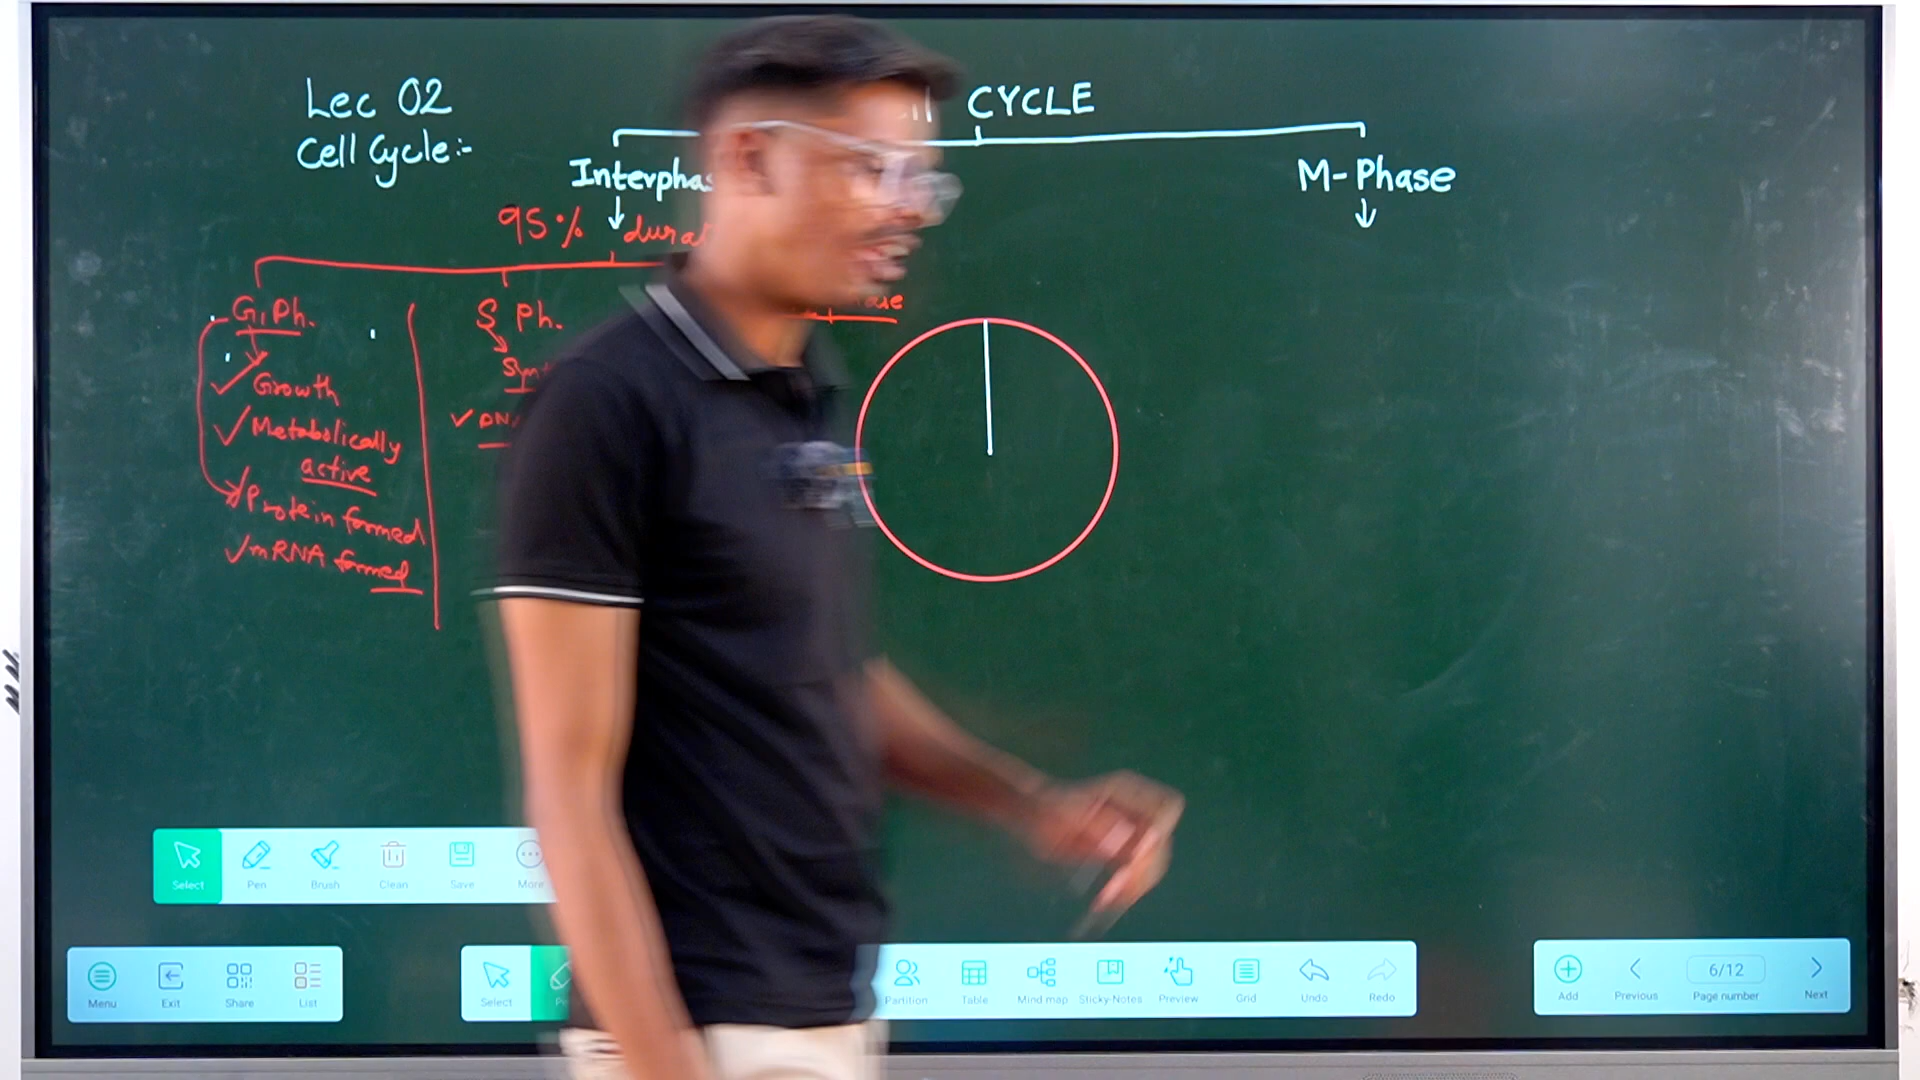 Lec 02
Cell Cycle:-
CYCLE
M-Phase
95%
G1 Ph.
S Ph.
Growth
Metabolically
active
Protein formed
mRNA formed
Select Pen Brush Clean Save More
Menu Exit Share List
Select Partition Table Mind map Sticky-Notes Preview Grid Undo Redo
Add Previous 6/12 Page number Next